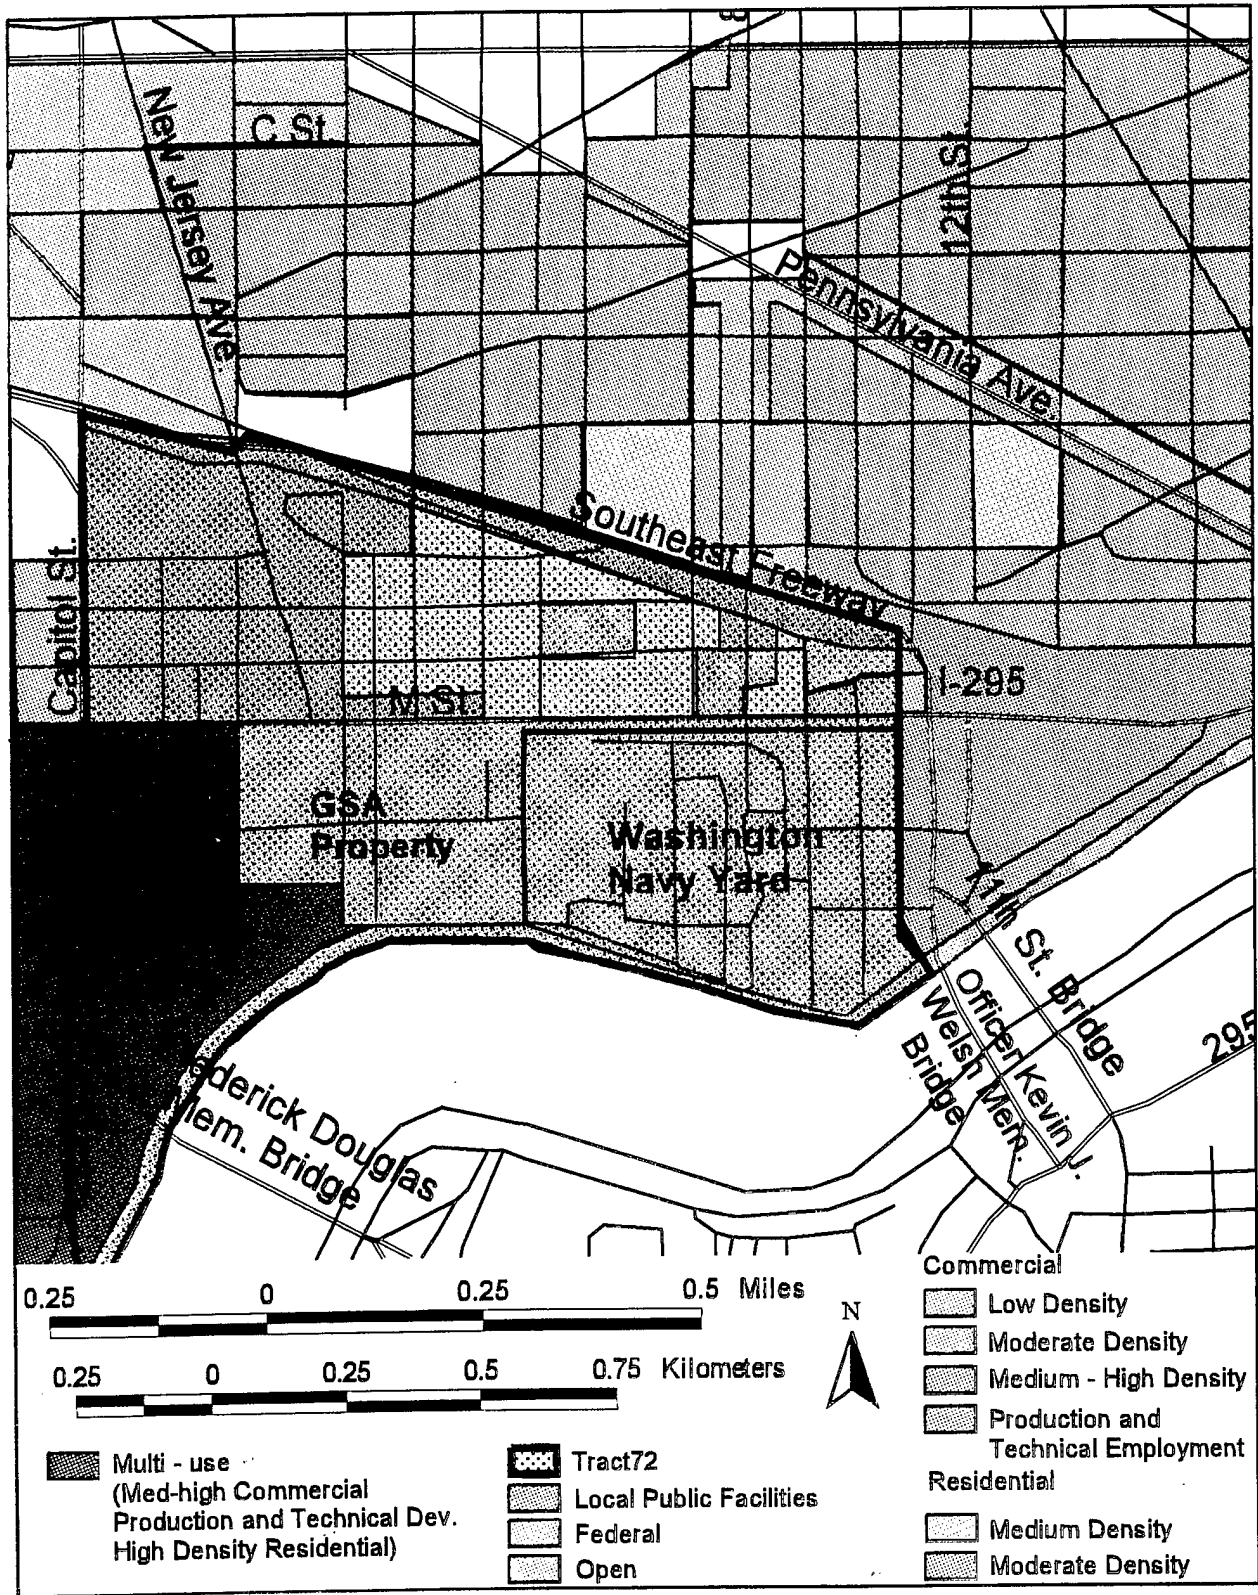 8
C St.
New Jersey Ave.
12th St.
Pennsylvania Ave.
Southeast Freeway
Capitol St.
I-295
M St.
GSA
Property
Washington
Navy Yard
11th St. Bridge
Officer Kevin J.
Welsh Mem.
Bridge
295
ederick Douglas
Mem. Bridge
0.25 0 0.25 0.5 Miles
0.25 0 0.25 0.5 0.75 Kilometers
N
Multi - use
(Med-high Commercial
Production and Technical Dev.
High Density Residential)
Tract72
Local Public Facilities
Federal
Open
Commercial
Low Density
Moderate Density
Medium - High Density
Production and
Technical Employment
Residential
Medium Density
Moderate Density